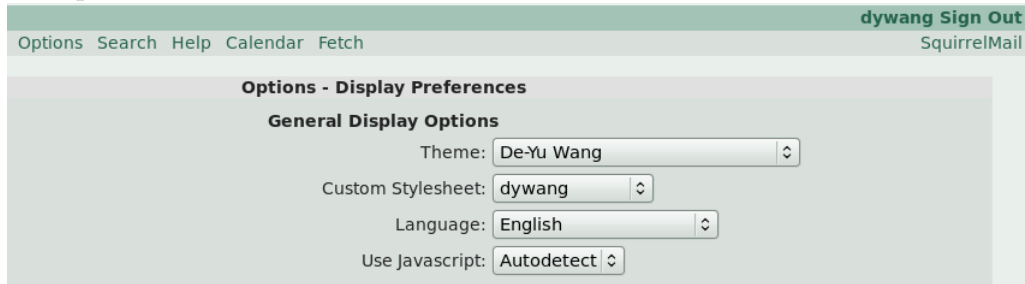 dywang Sign Out
Options Search Help Calendar Fetch SquirrelMail
Options - Display Preferences
General Display Options
Theme: De-Yu Wang
Custom Stylesheet: dywang
Language: English
Use Javascript: Autodetect